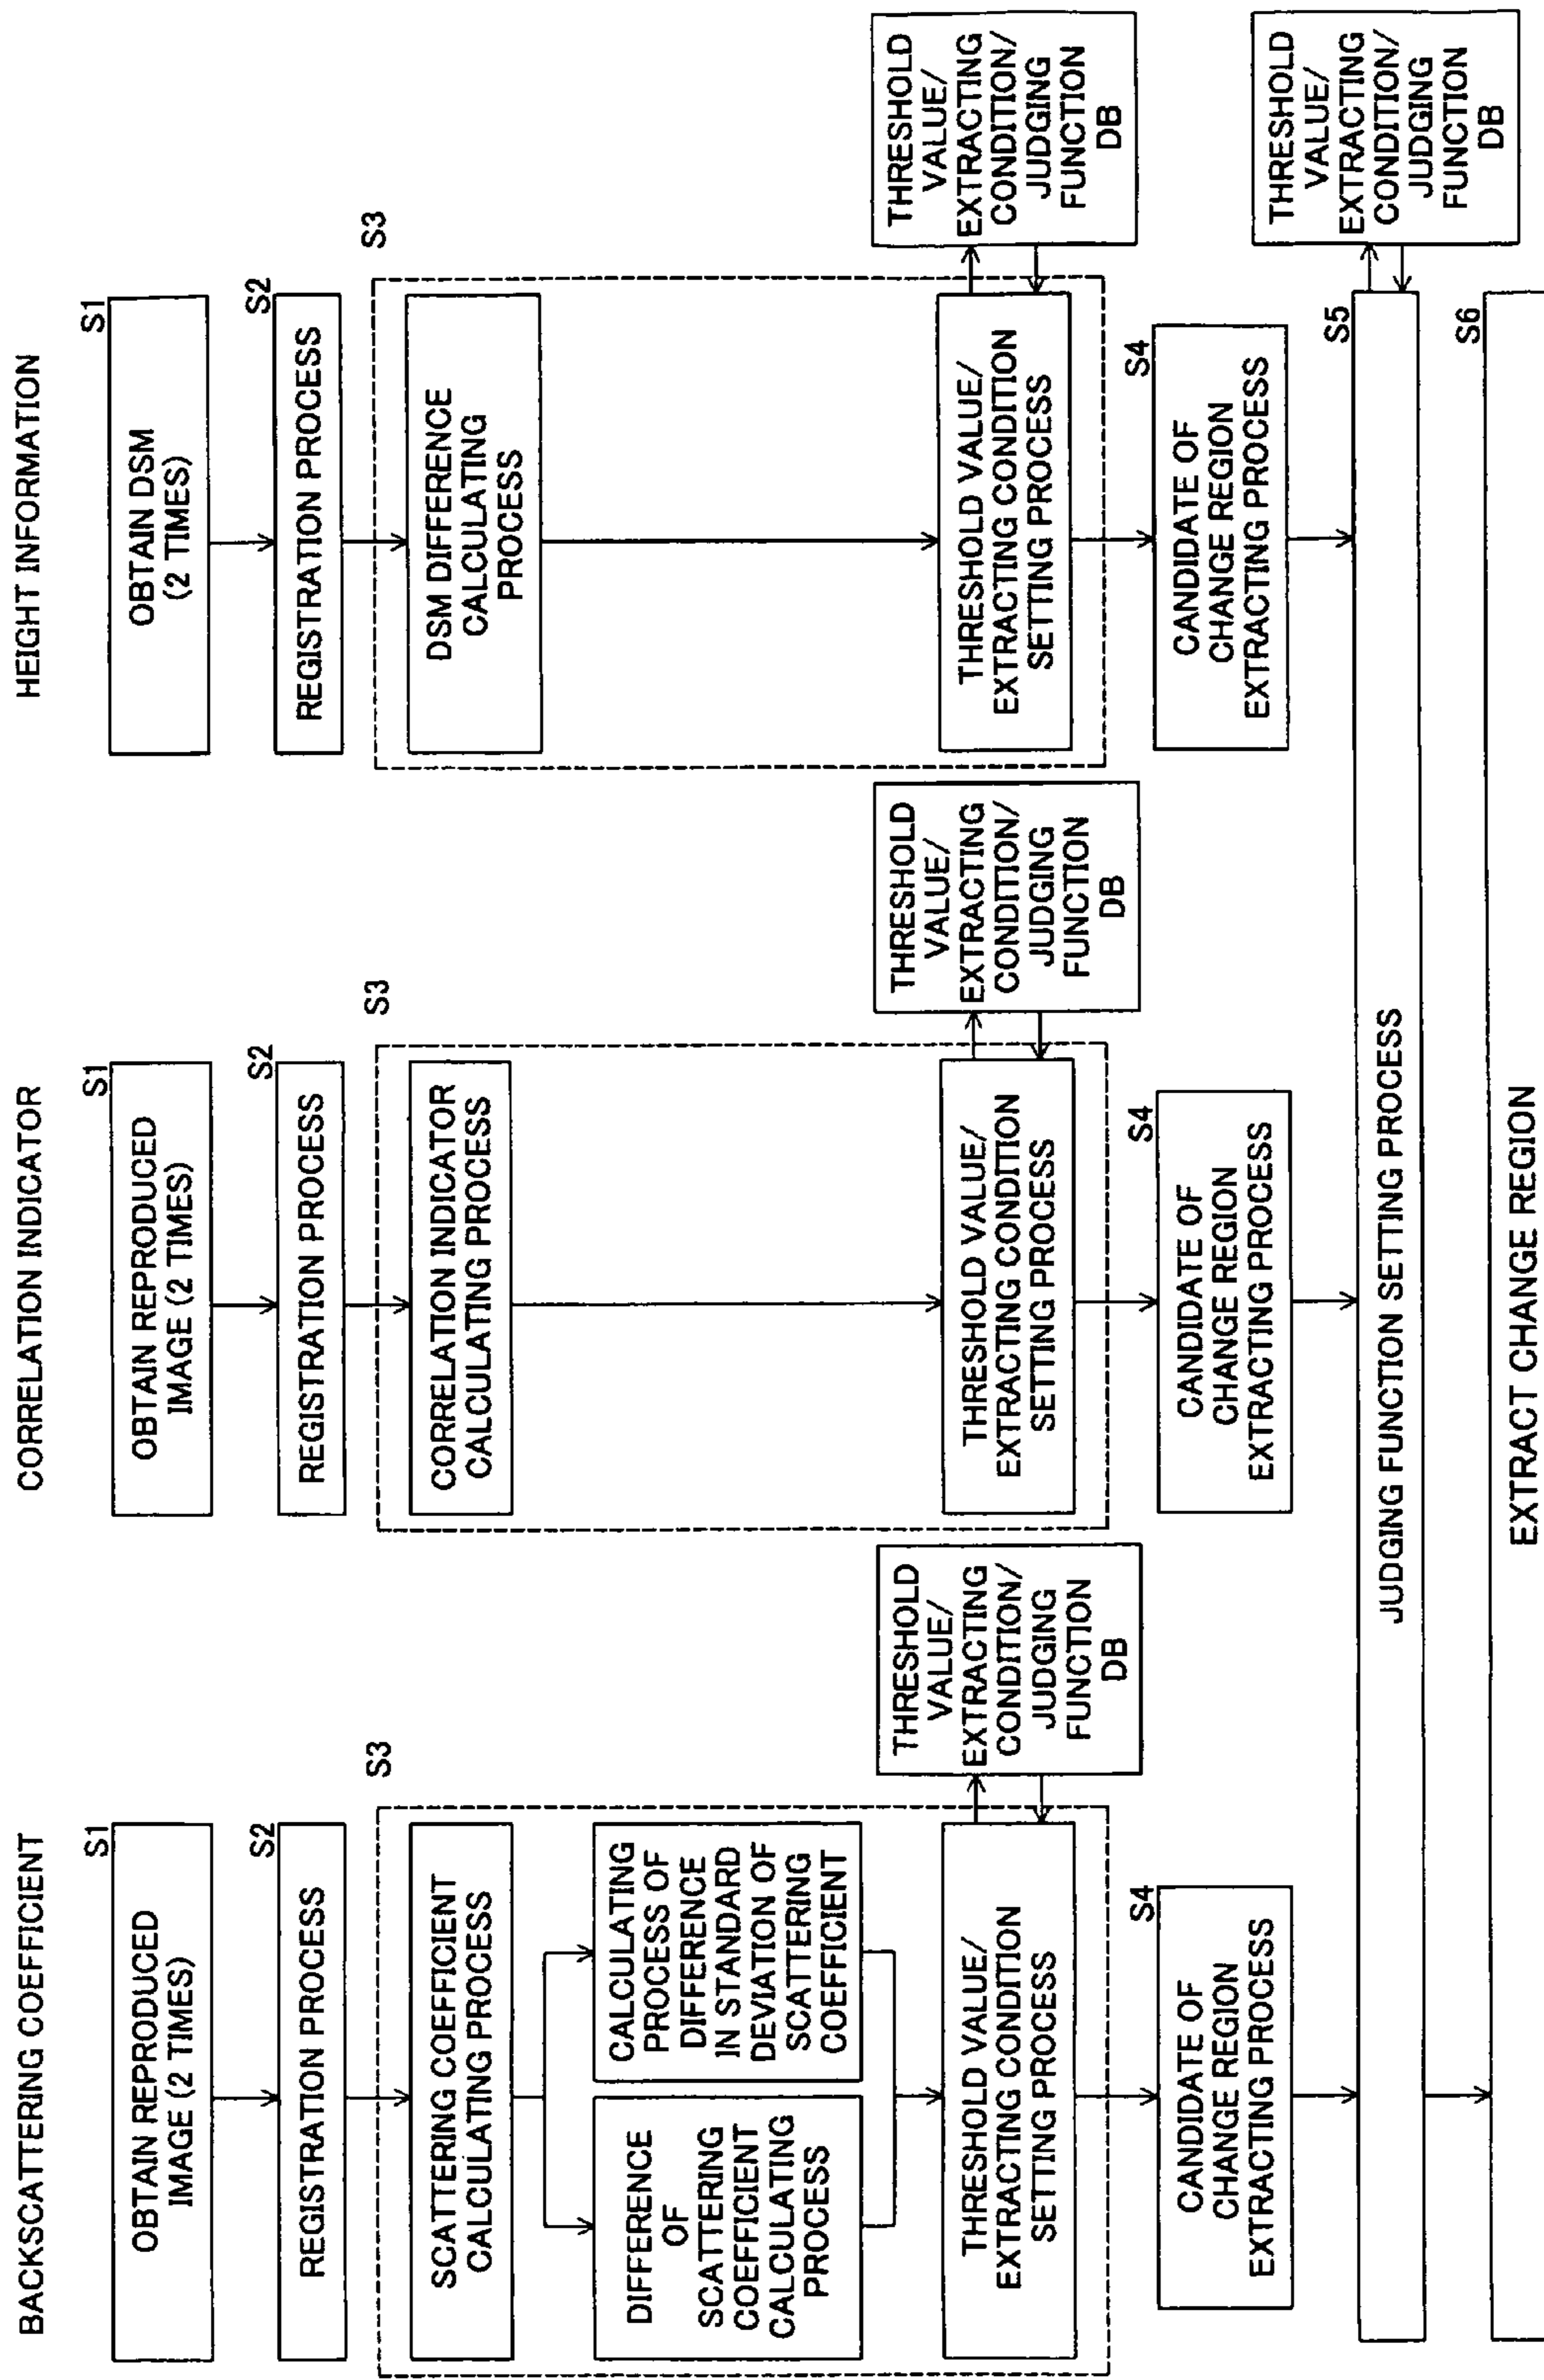 BACKSCATTERING COEFFICIENT
S1
OBTAIN REPRODUCED
IMAGE (2 TIMES)
S2
REGISTRATION PROCESS
S3
SCATTERING COEFFICIENT
CALCULATING PROCESS
DIFFERENCE
OF
SCATTERING
COEFFICIENT
CALCULATING
PROCESS
CALCULATING
PROCESS OF
DIFFERENCE
IN STANDARD
DEVIATION OF
SCATTERING
COEFFICIENT
THRESHOLD VALUE/
EXTRACTING CONDITION
SETTING PROCESS
THRESHOLD
VALUE/
EXTRACTING
CONDITION/
JUDGING
FUNCTION
DB
S4
CANDIDATE OF
CHANGE REGION
EXTRACTING PROCESS
CORRELATION INDICATOR
S1
OBTAIN REPRODUCED
IMAGE (2 TIMES)
S2
REGISTRATION PROCESS
S3
CORRELATION INDICATOR
CALCULATING PROCESS
THRESHOLD VALUE/
EXTRACTING CONDITION
SETTING PROCESS
THRESHOLD
VALUE/
EXTRACTING
CONDITION/
JUDGING
FUNCTION
DB
S4
CANDIDATE OF
CHANGE REGION
EXTRACTING PROCESS
HEIGHT INFORMATION
S1
OBTAIN DSM
(2 TIMES)
S2
REGISTRATION PROCESS
S3
DSM DIFFERENCE
CALCULATING
PROCESS
THRESHOLD VALUE/
EXTRACTING CONDITION
SETTING PROCESS
THRESHOLD
VALUE/
EXTRACTING
CONDITION/
JUDGING
FUNCTION
DB
S4
CANDIDATE OF
CHANGE REGION
EXTRACTING PROCESS
S5
JUDGING FUNCTION SETTING PROCESS
THRESHOLD
VALUE/
EXTRACTING
CONDITION/
JUDGING
FUNCTION
DB
S6
EXTRACT CHANGE REGION